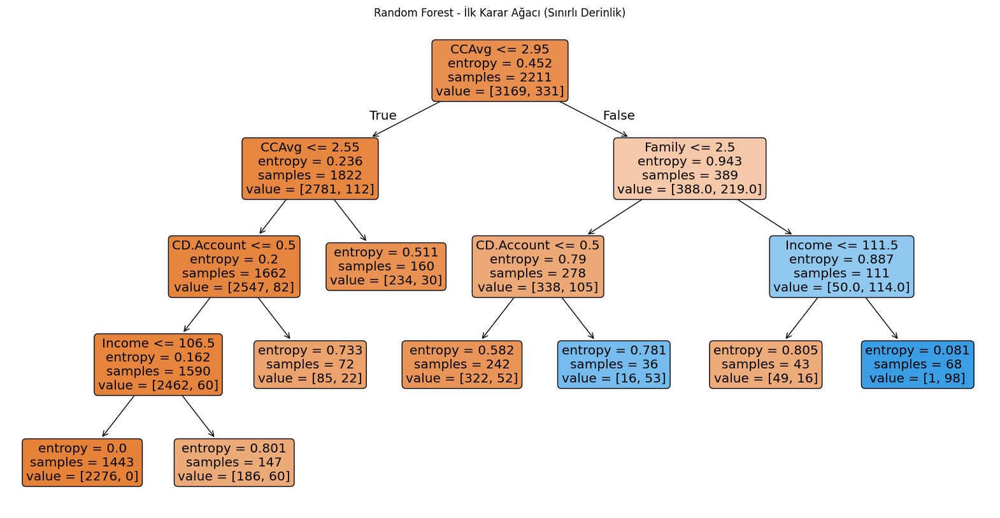 Random Forest - İlk Karar Ağacı (Sınırlı Derinlik)
CCAvg <= 2.95
entropy = 0.452
samples = 2211
value = [3169, 331]
True
False
CCAvg <= 2.55
entropy = 0.236
samples = 1822
value = [2781, 112]
Family <= 2.5
entropy = 0.943
samples = 389
value = [388.0, 219.0]
CD.Account <= 0.5
entropy = 0.2
samples = 1662
value = [2547, 82]
entropy = 0.511
samples = 160
value = [234, 30]
CD.Account <= 0.5
entropy = 0.79
samples = 278
value = [338, 105]
Income <= 111.5
entropy = 0.887
samples = 111
value = [50.0, 114.0]
Income <= 106.5
entropy = 0.162
samples = 1590
value = [2462, 60]
entropy = 0.733
samples = 72
value = [85, 22]
entropy = 0.582
samples = 242
value = [322, 52]
entropy = 0.781
samples = 36
value = [16, 53]
entropy = 0.805
samples = 43
value = [49, 16]
entropy = 0.081
samples = 68
value = [1, 98]
entropy = 0.0
samples = 1443
value = [2276, 0]
entropy = 0.801
samples = 147
value = [186, 60]